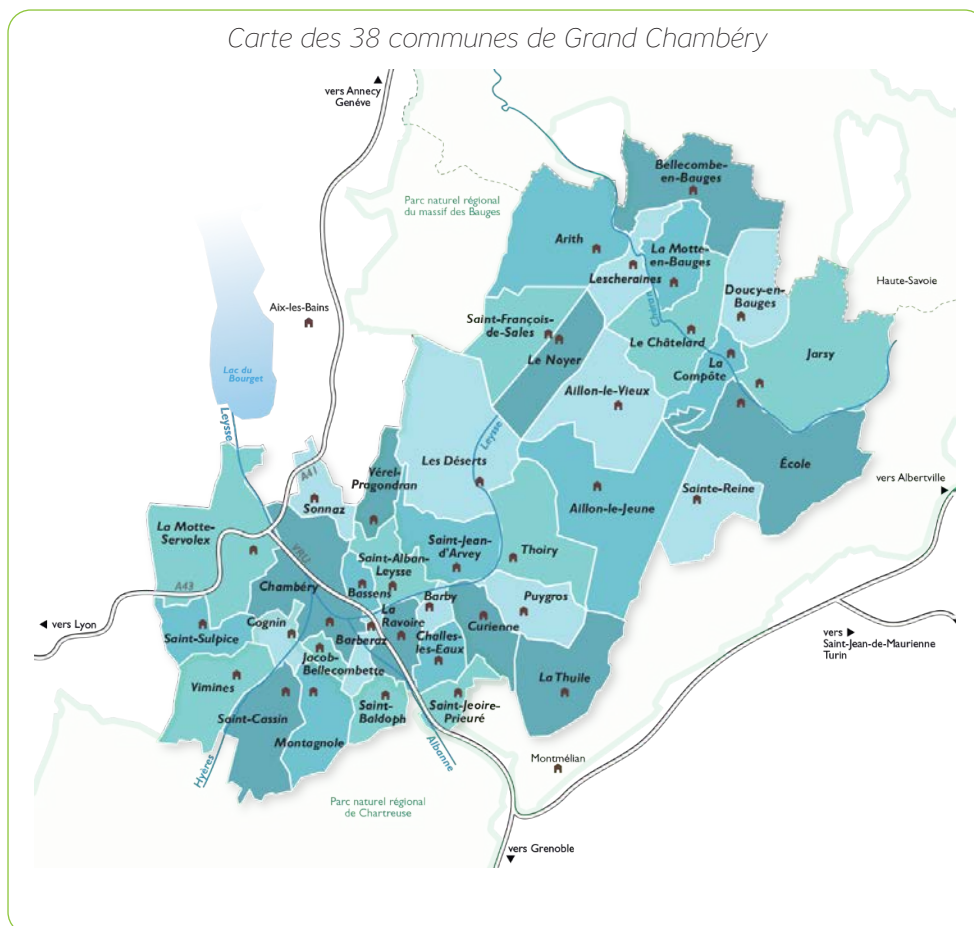 Carte des 38 communes de Grand Chambéry
vers Annecy
Genéve
Bellecombe-
en-Bauges
Parc naturel régional
du massif des Bauges
Arith
La Motte-
en-Bauges
Lescheraines
Doucy-en-
Bauges
Haute-Savoie
Aix-les-Bains
Chéran
Saint-François-
de-Sales
Le Noyer
Le Châtelard
Jarsy
La
Compôte
Lac du
Bourget
Aillon-le-Vieux
Leysse
Leysse
Les Déserts
École
A41
Vérel-
Pragondran
vers Albertville
Sainte-Reine
Sonnaz
Aillon-le-Jeune
La Motte-
Servolex
VRU
Saint-Jean-
d'Arvey
Thoiry
Saint-Alban-
Leysse
A43
Chambéry
Bassens
Barby
Puygros
La
Ravoire
Curienne
vers Lyon
Cognin
Saint-Sulpice
Barberaz
Challes-
les-Eaux
vers
Saint-Jean-de-Maurienne
Turin
Jacob-
Bellecombette
Vimines
La Thuile
Saint-Cassin
Saint-
Baldoph
Saint-Jeoire-
Prieuré
Montagnole
Albanne
Hyères
Montmélian
Parc naturel régional
de Chartreuse
vers Grenoble